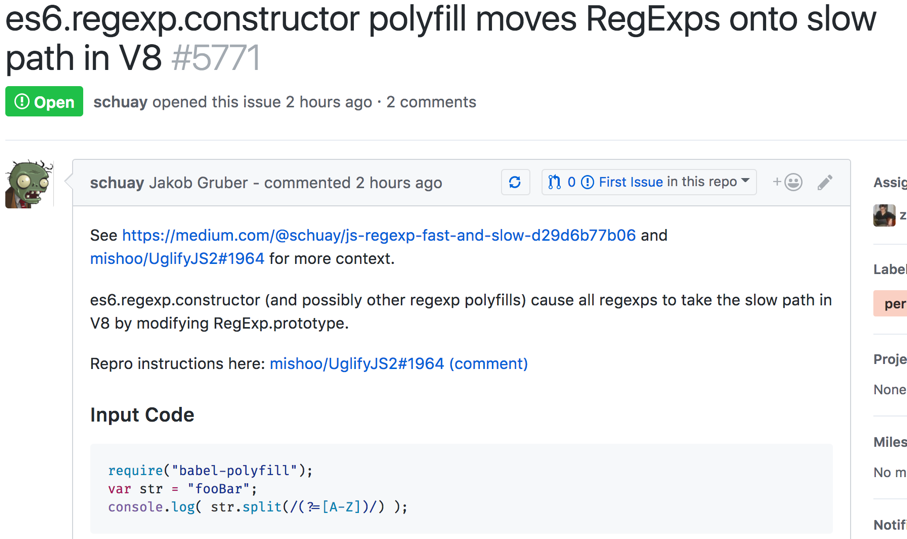 es6.regexp.constructor polyfill moves RegExps onto slow
path in V8 #5771
Open schuay opened this issue 2 hours ago · 2 comments
schuay Jakob Gruber - commented 2 hours ago 0 First Issue in this repo
See https://medium.com/@schuay/js-regexp-fast-and-slow-d29d6b77b06 and
mishoo/UglifyJS2#1964 for more context.
es6.regexp.constructor (and possibly other regexp polyfills) cause all regexps to take the slow path in
V8 by modifying RegExp.prototype.
Repro instructions here: mishoo/UglifyJS2#1964 (comment)
Input Code
require("babel-polyfill");
var str = "fooBar";
console.log( str.split(/(?=[A-Z])/) );
Assig
z
Label
per
Proje
None
Miles
No m
Notifi